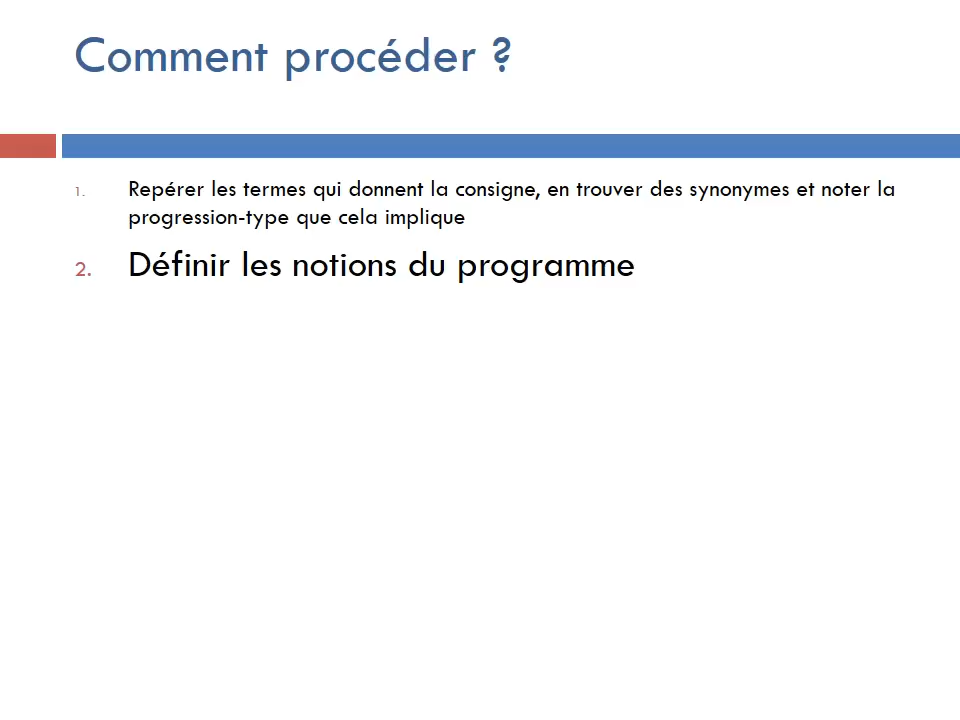 Comment procéder ?
1. Repérer les termes qui donnent la consigne, en trouver des synonymes et noter la
progression-type que cela implique
2. Définir les notions du programme